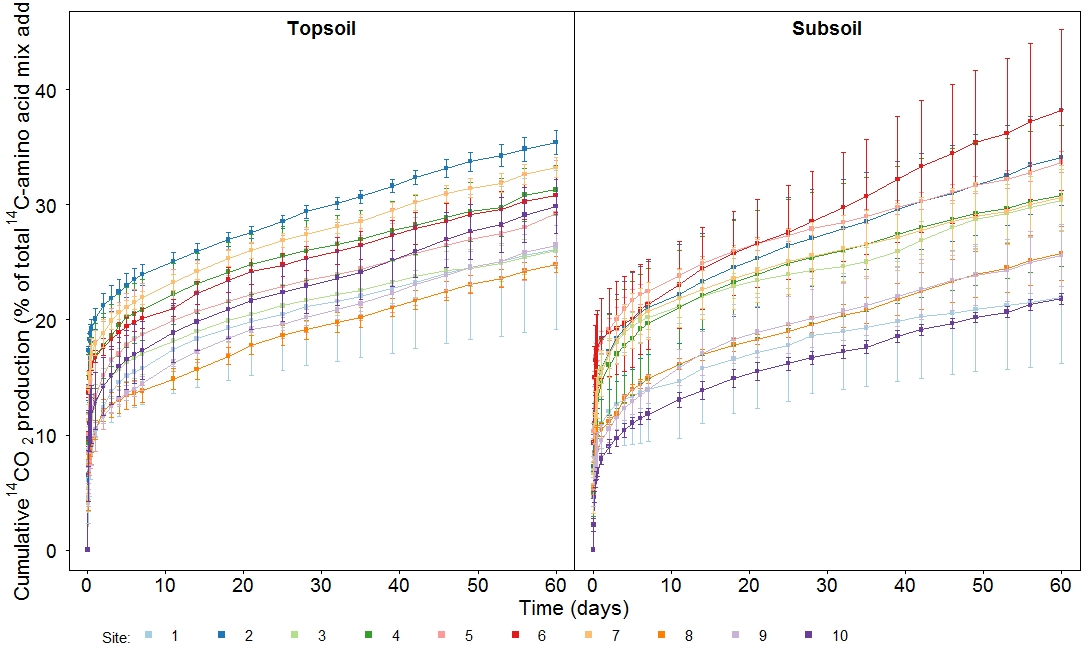 Topsoil Subsoil
Cumulative 14CO2 production (% of total 14C-amino acid mix add
40
30
20
10
0
0 10 20 30 40 50 60 0 10 20 30 40 50 60
Time (days)
Site: 1 2 3 4 5 6 7 8 9 10